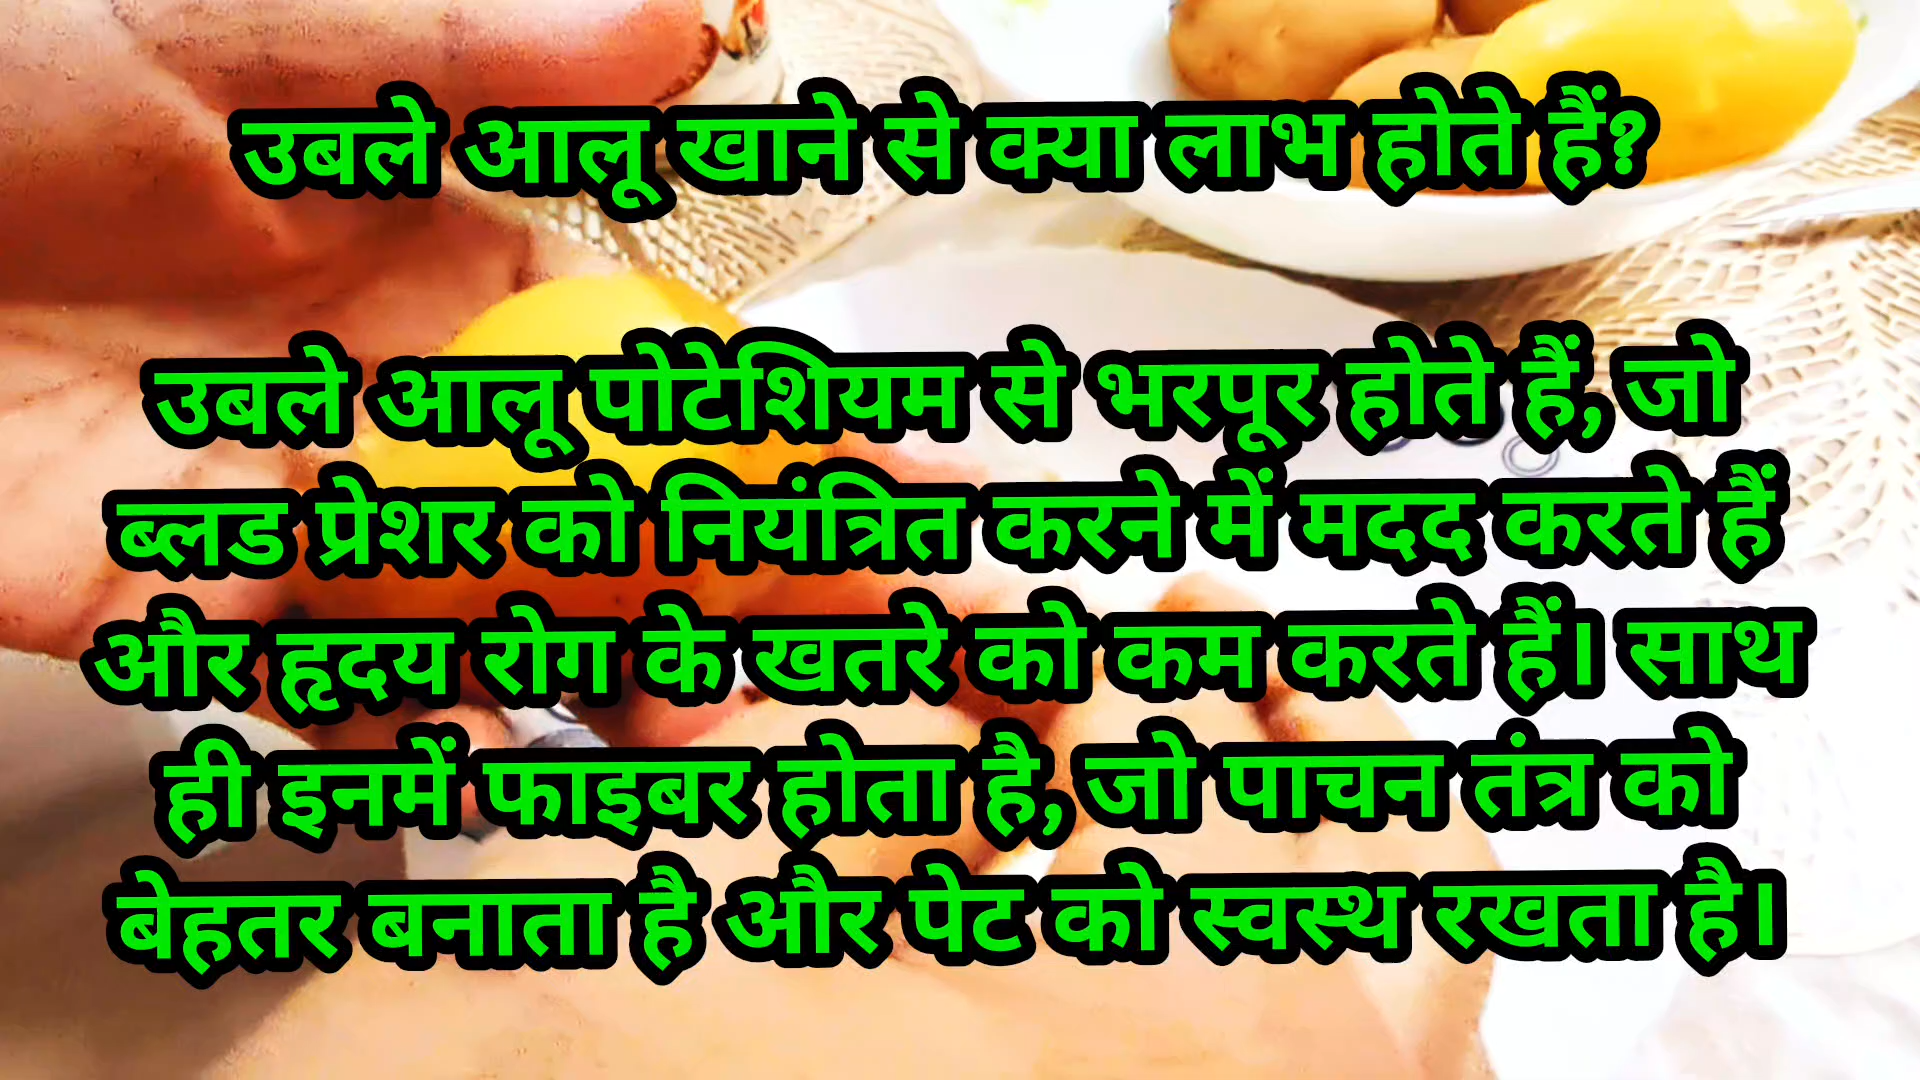 उबले आलू खाने से क्या लाभ होते हैं?
उबले आलू पोटेशियम से भरपूर होते हैं, जो
ब्लड प्रेशर को नियंत्रित करने में मदद करते हैं
और हृदय रोग के खतरे को कम करते हैं। साथ
ही इनमें फाइबर होता है, जो पाचन तंत्र को
बेहतर बनाता है और पेट को स्वस्थ रखता है।